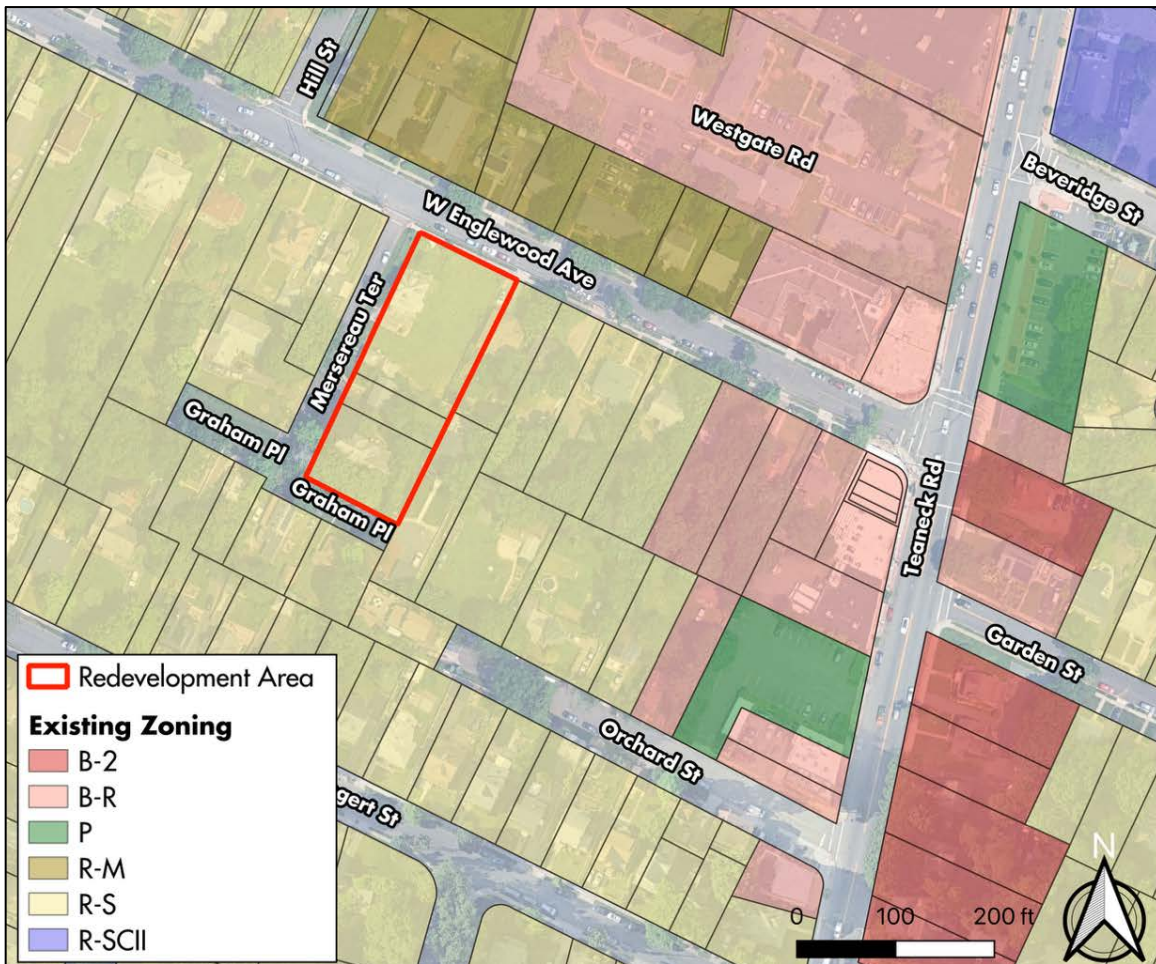 Hill St
Westgate Rd
Beveridge St
W Englewood Ave
Mersereau Ter
Graham Pl
Graham Pl
Teaneck Rd
Garden St
Orchard St
gert St
Redevelopment Area
Existing Zoning
B-2
B-R
P
R-M
R-S
R-SCII
N
0 100 200 ft